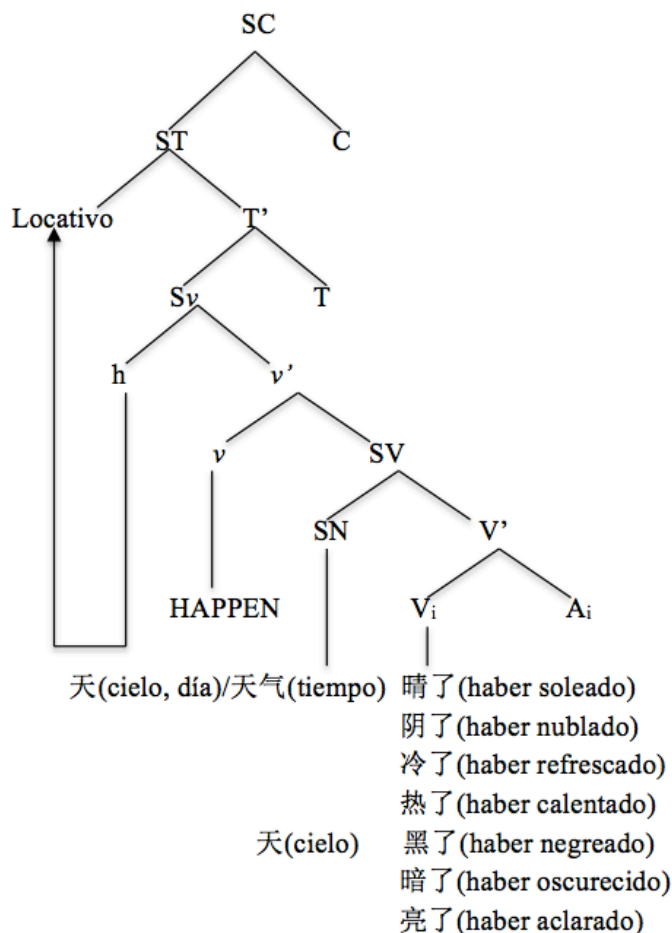 SC
ST C
Locativo T’
Sv T
h v’
v SV
SN V’
HAPPEN Vi Ai
天(cielo, día)/天气(tiempo) 晴了(haber soleado)
阴了(haber nublado)
冷了(haber refrescado)
热了(haber calentado)
天(cielo) 黑了(haber negreado)
暗了(haber oscurecido)
亮了(haber aclarado)